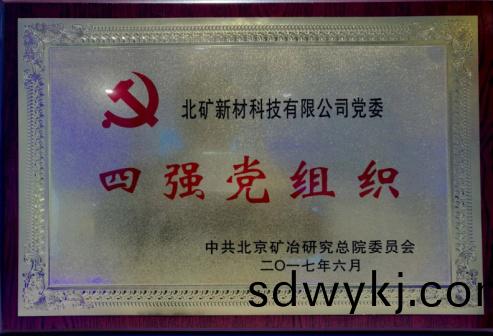 北矿新材科技有限公司党委
四强党组织
中共北京矿冶研究总院委员会
二〇一七年六月
sdwykj.com